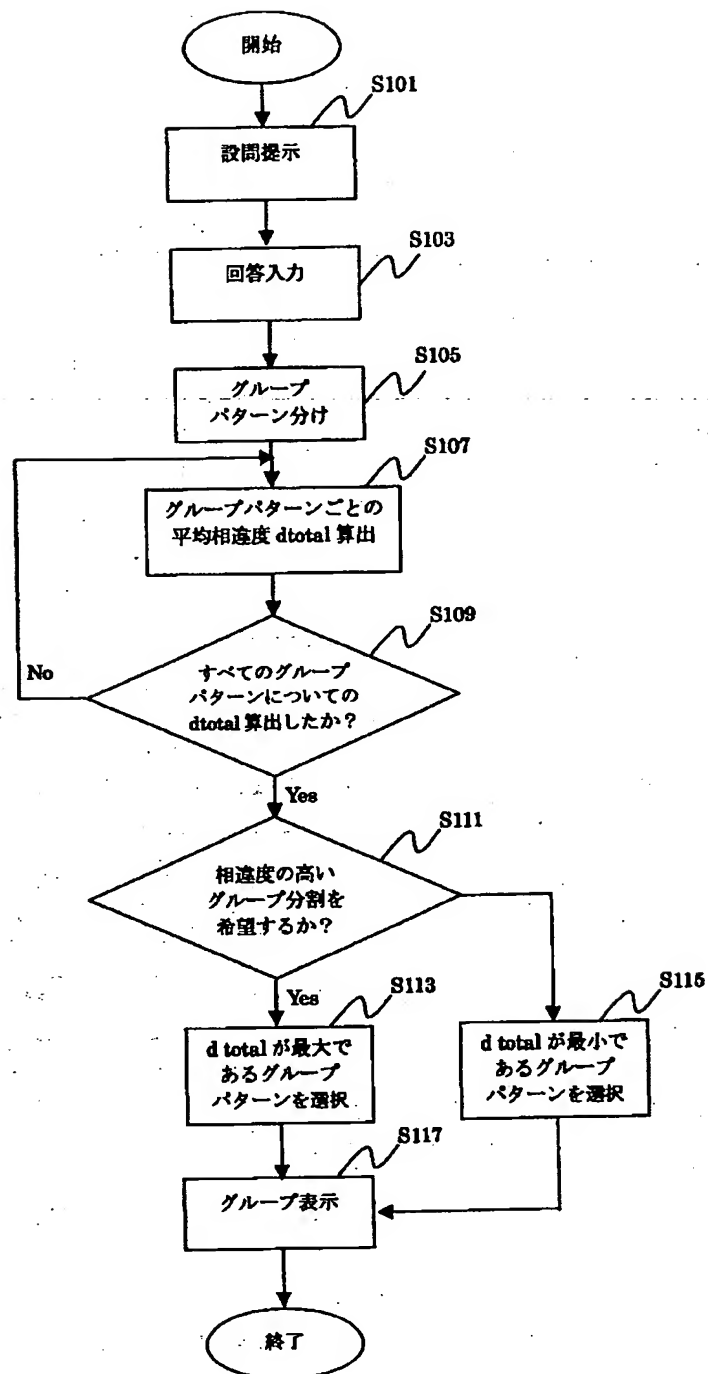 開始
S101
設問提示
S103
回答入力
S105
グループ
パターン分け
S107
グループパターンごとの
平均相違度 dtotal 算出
S109
すべてのグループ
パターンについての
dtotal 算出したか？
No
Yes
S111
相違度の高い
グループ分割を
希望するか？
Yes
S113
d total が最大で
あるグループ
パターンを選択
S115
d total が最小で
あるグループ
パターンを選択
S117
グループ表示
終了